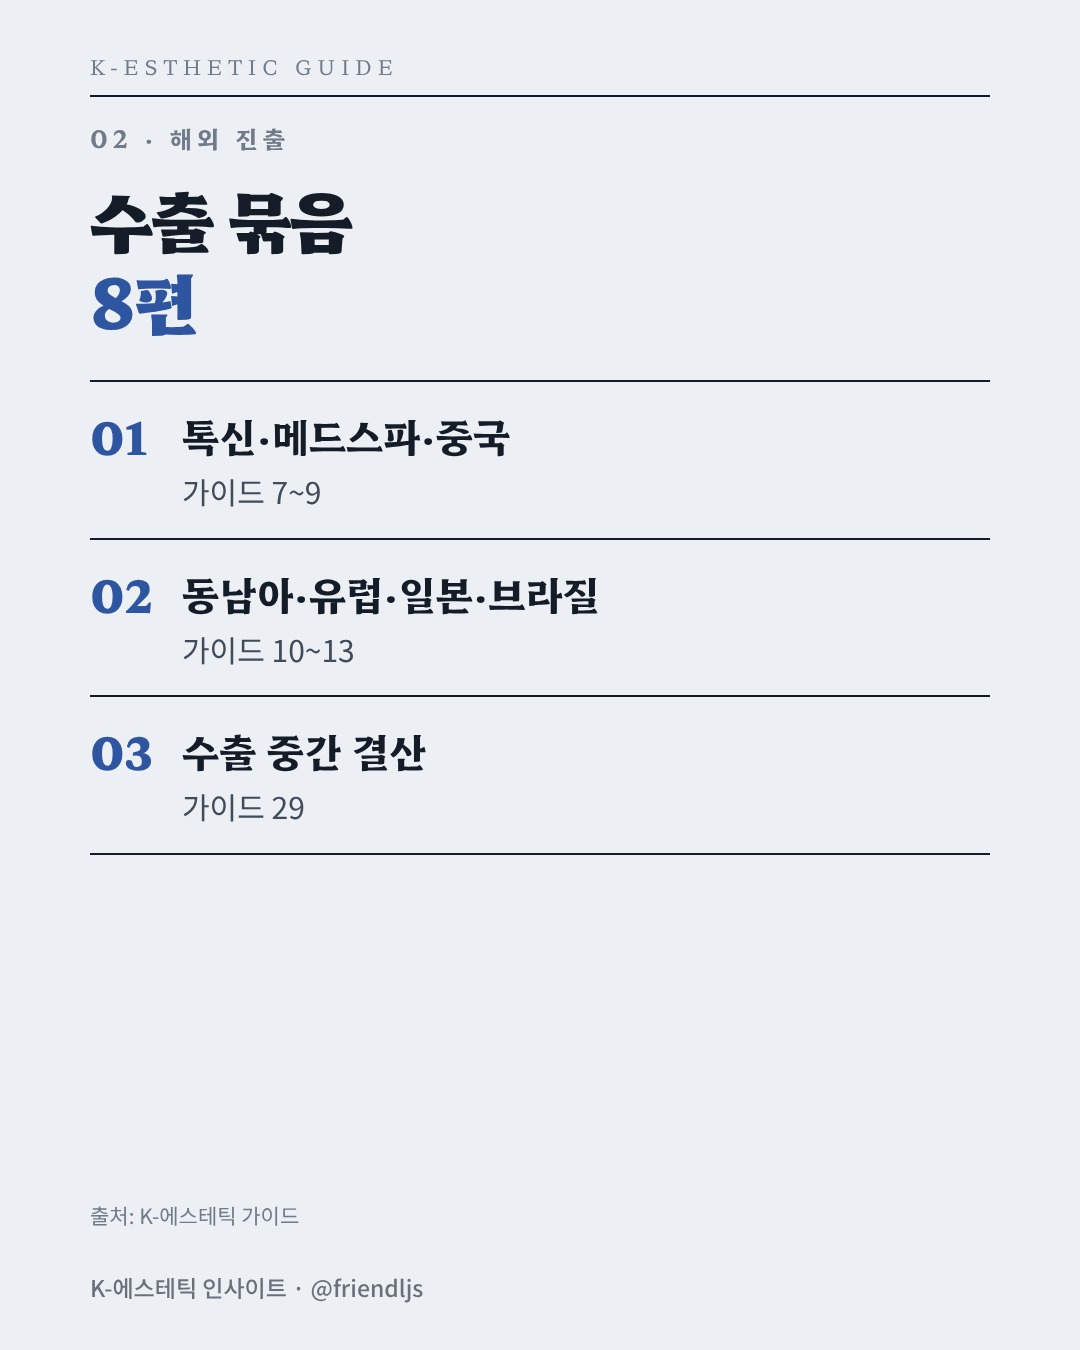 K-ESTHETIC GUIDE
02 · 해외 진출
수출 묶음
8편
01 톡신·메드스파·중국
가이드 7~9
02 동남아·유럽·일본·브라질
가이드 10~13
03 수출 중간 결산
가이드 29
출처: K-에스테틱 가이드
K-에스테틱 인사이트 · @friendljs